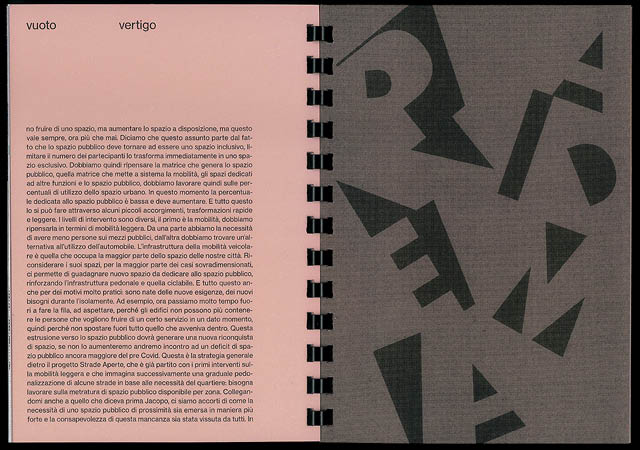 vuoto vertigo
no fruire di uno spazio, ma aumentare lo spazio a disposizione, ma questo
vale sempre, ora più che mai. Diciamo che questo assunto parte dal fat-
to che lo spazio pubblico deve tornare ad essere uno spazio inclusivo, li-
mitare il numero dei partecipanti lo trasforma immediatamente in uno spa-
zio esclusivo. Dobbiamo quindi ripensare la matrice che genera lo spazio
pubblico, quella matrice che mette a sistema la mobilità, gli spazi dedicati
ad altre funzioni e lo spazio pubblico, dobbiamo lavorare quindi sulle per-
centuali di utilizzo dello spazio urbano. In questo momento la percentua-
le dedicata allo spazio pubblico è bassa e deve aumentare. E tutto questo
lo si può fare attraverso alcuni piccoli accorgimenti, trasformazioni rapide
e leggere. I livelli di intervento sono diversi, il primo è la mobilità, dobbiamo
ripensarla in termini di mobilità leggera. Da una parte abbiamo la necessità
di avere meno persone sui mezzi pubblici, dall'altra dobbiamo trovare un'al-
ternativa all'utilizzo dell'automobile. L'infrastruttura della mobilità veicola-
re è quella che occupa la maggior parte dello spazio delle nostre città. Ri-
considerare i suoi spazi, per la maggior parte dei casi sovradimensionati,
ci permette di guadagnare nuovo spazio da dedicare allo spazio pubblico,
rinforzando l'infrastruttura pedonale e quella ciclabile. E tutto questo an-
che per dei motivi molto pratici: sono nate delle nuove esigenze, dei nuovi
bisogni durante l'isolamento. Ad esempio, ora passiamo molto tempo fuo-
ri a fare la fila, ad aspettare, perché gli edifici non possono più contene-
re le persone che vogliono fruire di un certo servizio in un dato momento,
quindi perché non spostare fuori tutto quello che avveniva dentro. Questa
estrusione verso lo spazio pubblico dovrà generare una nuova riconquista
di spazio, se non lo aumenteremo andremo incontro ad un deficit di spa-
zio pubblico ancora maggiore del pre Covid. Questa è la strategia generale
dietro il progetto Strade Aperte, che è già partito con i primi interventi sul-
la mobilità leggera e che immagina successivamente una graduale pedo-
nalizzazione di alcune strade in base alle necessità del quartiere: bisogna
lavorare sulla metratura di spazio pubblico disponibile per zona. Collegan-
domi anche a quello che diceva prima Jacopo, ci siamo accorti di come la
necessità di uno spazio pubblico di prossimità sia emersa in maniera più
forte e la consapevolezza di questa mancanza sia stata vissuta da tutti. In